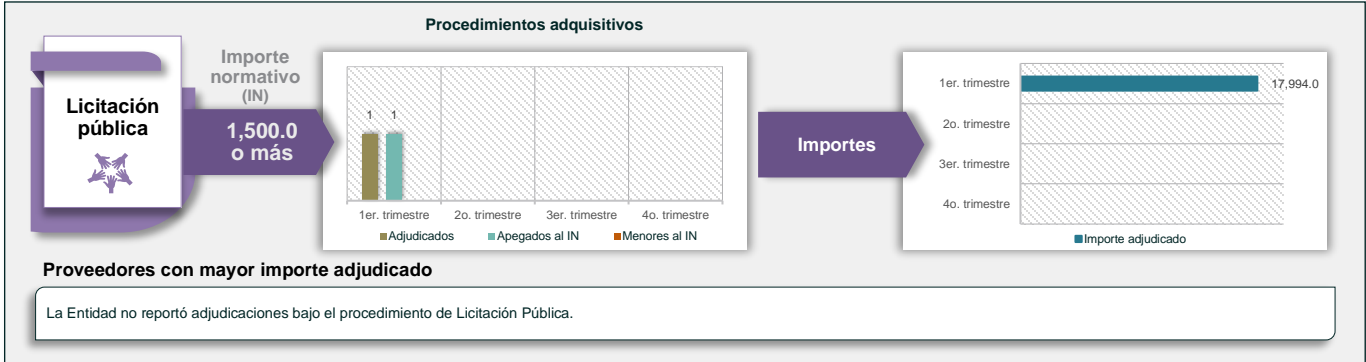 Procedimientos adquisitivos
Licitación
pública
Importe
normativo
(IN)
1,500.0
o más
1 1
1er. trimestre 2o. trimestre 3er. trimestre 4o. trimestre
Adjudicados Apegados al IN Menores al IN
Importes
1er. trimestre 17,994.0
2o. trimestre
3er. trimestre
4o. trimestre
Importe adjudicado
Proveedores con mayor importe adjudicado
La Entidad no reportó adjudicaciones bajo el procedimiento de Licitación Pública.